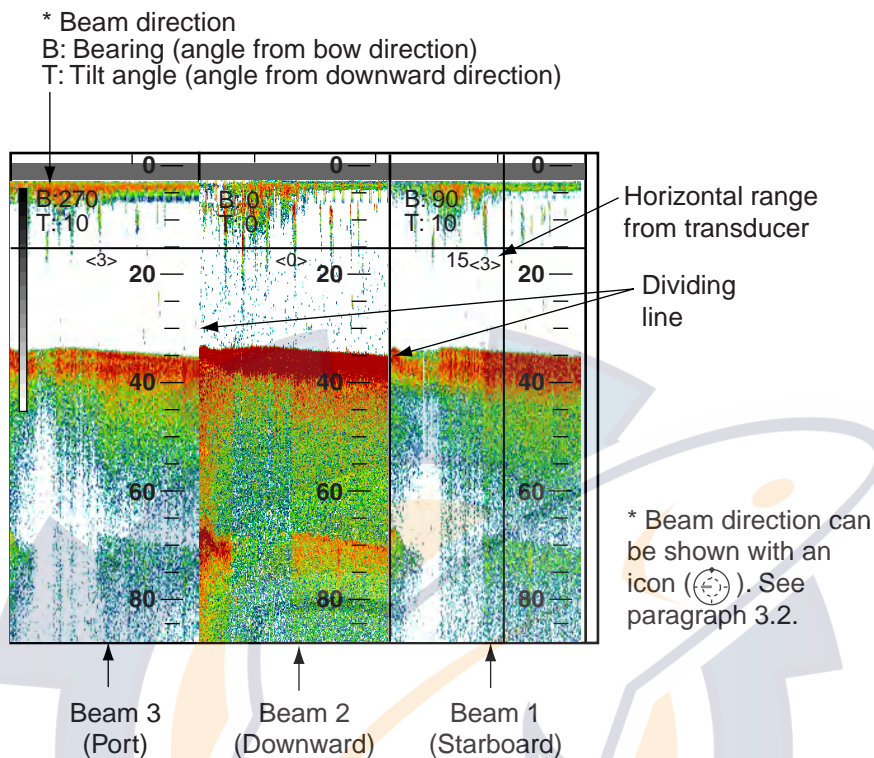 * Beam direction
B: Bearing (angle from bow direction)
T: Tilt angle (angle from downward direction)
0 0 0
B:270 B: 0 B: 90
T: 10 T: 0 T: 10
Horizontal range
from transducer
<3> <0> 15 <3>
20 20 20
Dividing
line
40 40 40
60 60 60
* Beam direction can
be shown with an
icon ( ). See
paragraph 3.2.
80 80 80
Beam 3 Beam 2 Beam 1
(Port) (Downward) (Starboard)